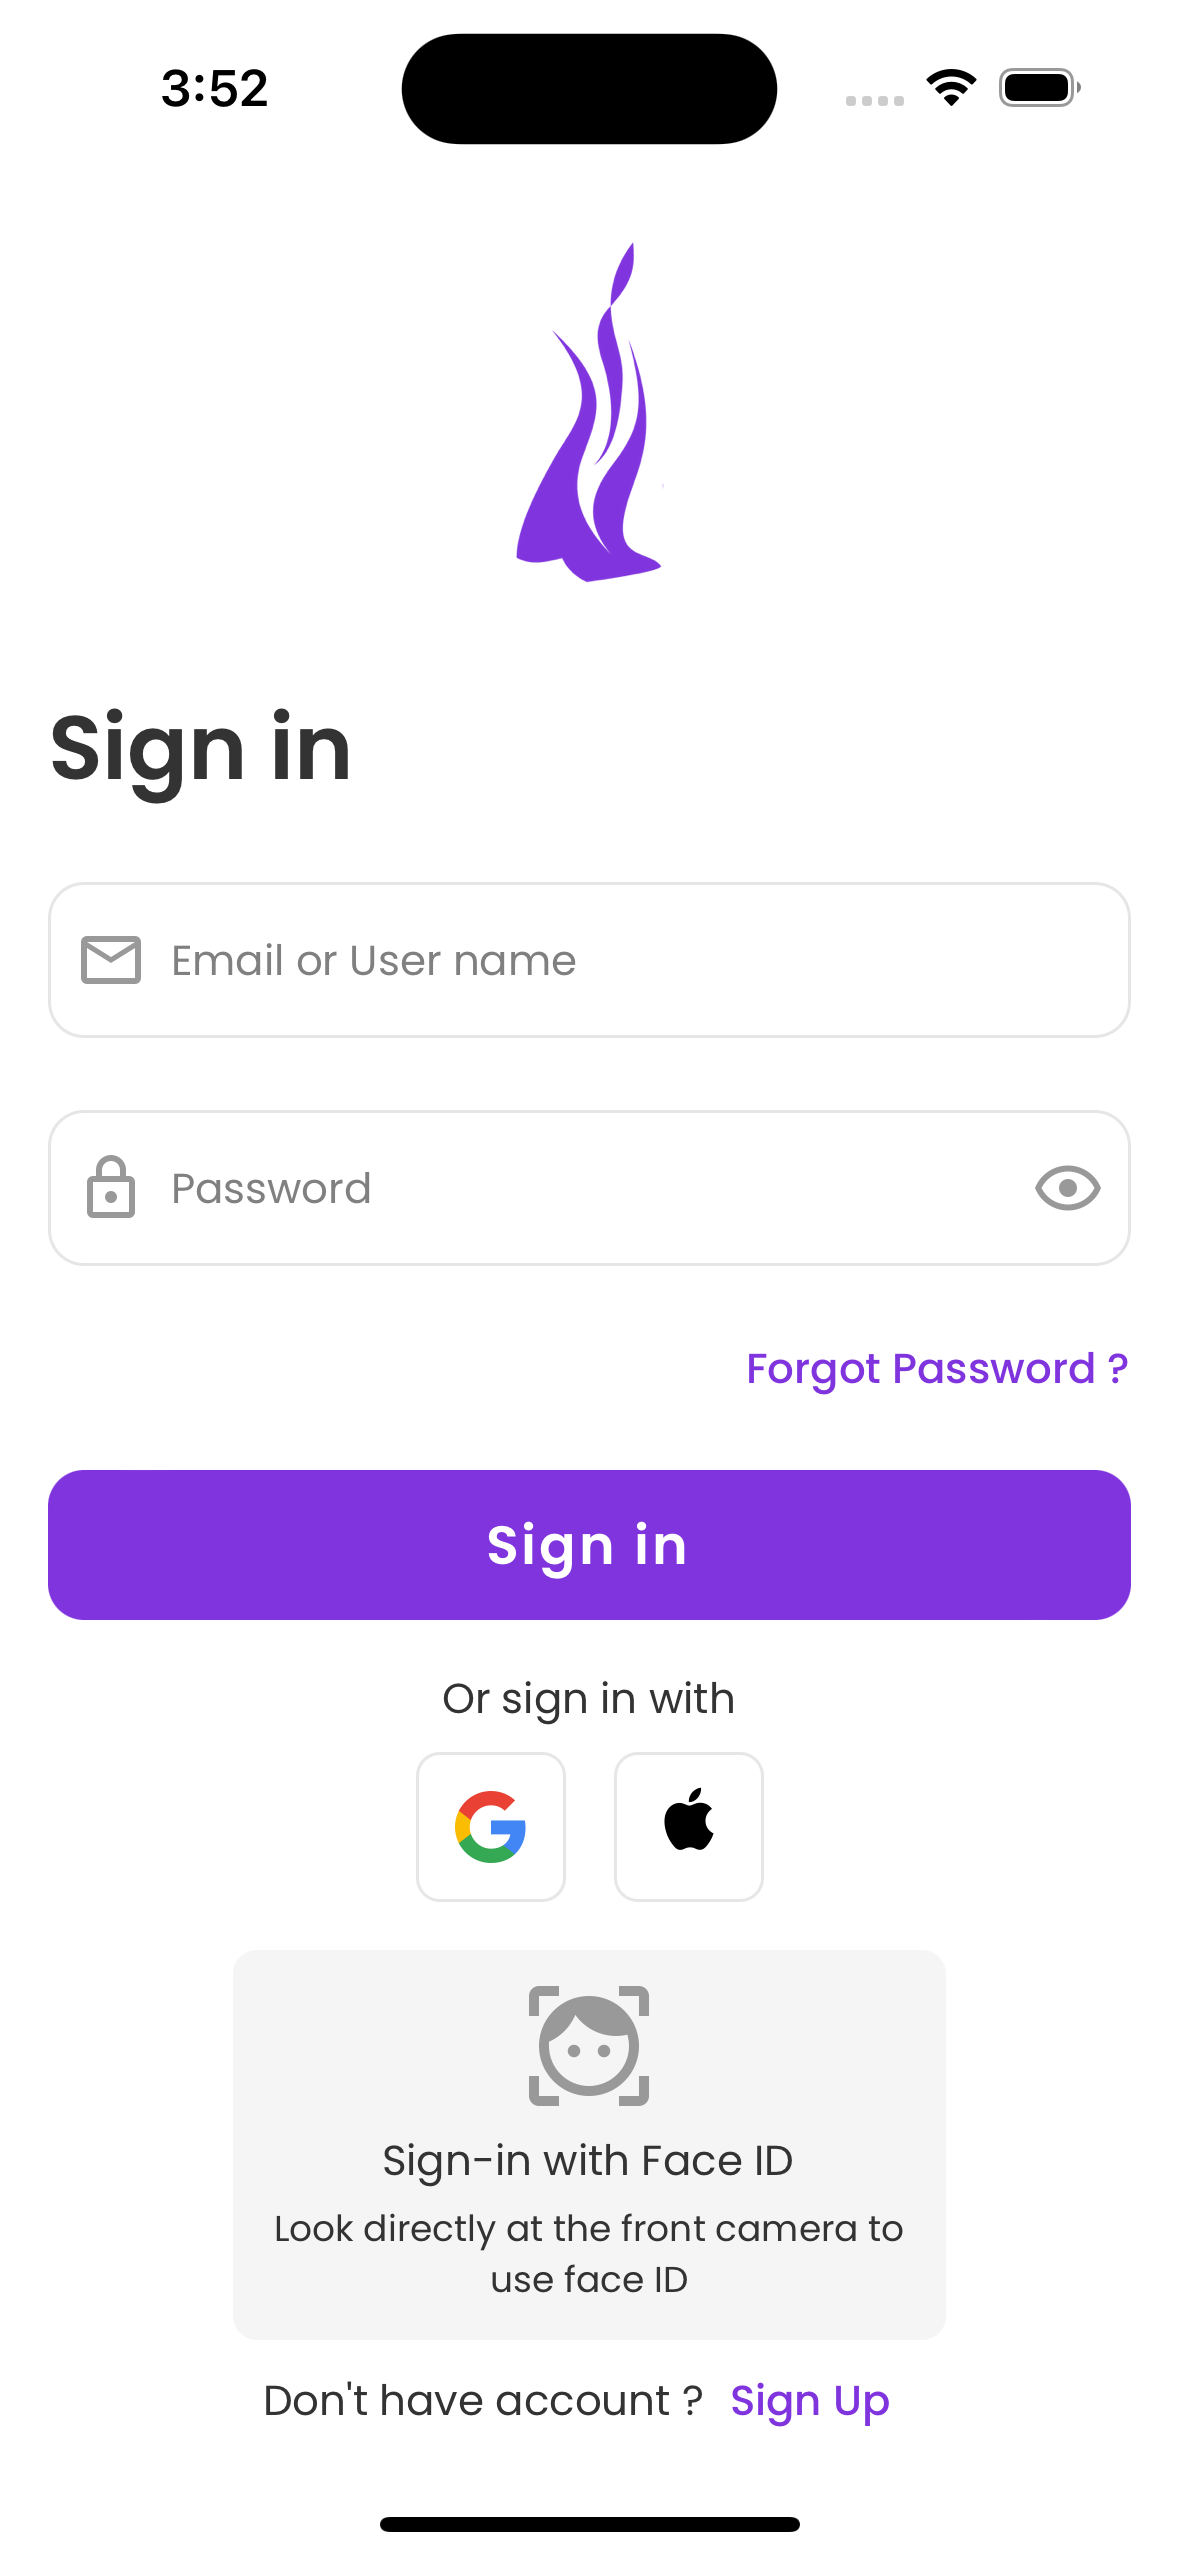 3:52
Sign in
Email or User name
Password
Forgot Password ?
Sign in
Or sign in with
Sign-in with Face ID
Look directly at the front camera to
use face ID
Don't have account ? Sign Up